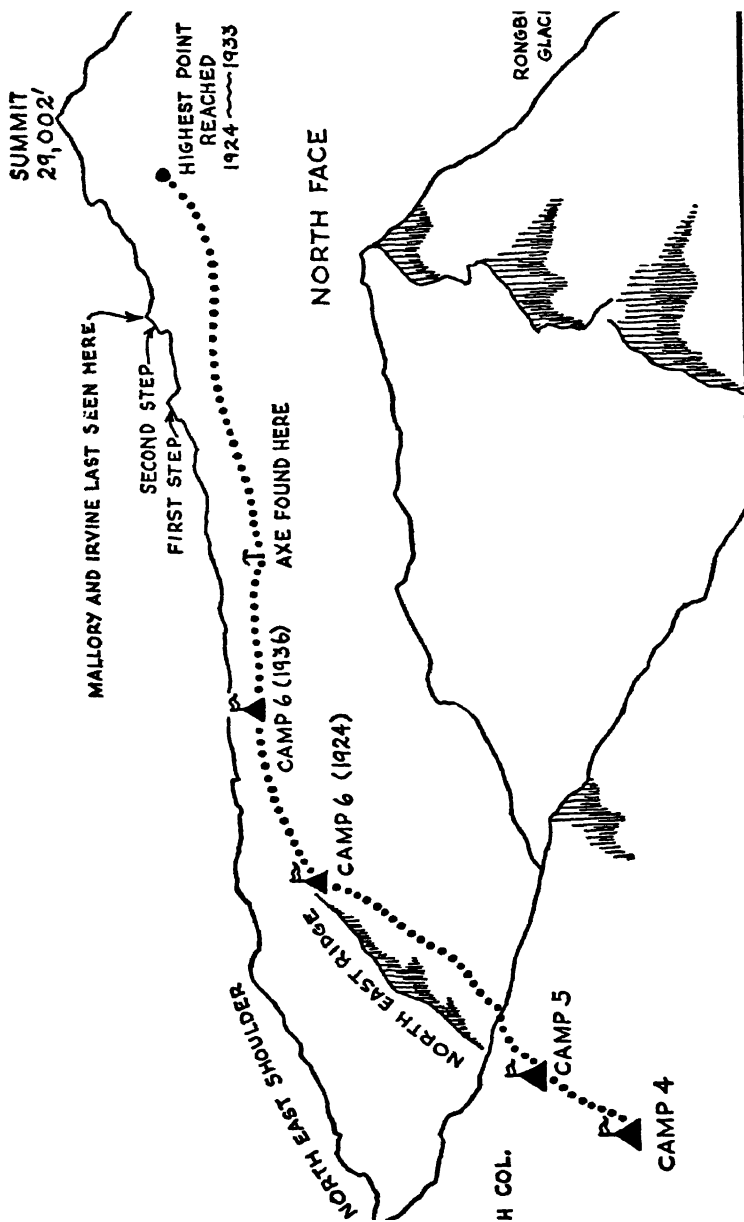 SUMMIT
29,002'
HIGHEST POINT
REACHED
1924 1933
MALLORY AND IRVINE LAST SEEN HERE
SECOND STEP
FIRST STEP
AXE FOUND HERE
NORTH FACE
RONGB
GLACI
CAMP 6 (1936)
CAMP 6 (1924)
NORTH EAST RIDGE
NORTH EAST SHOULDER
CAMP 5
CAMP 4
H COL.